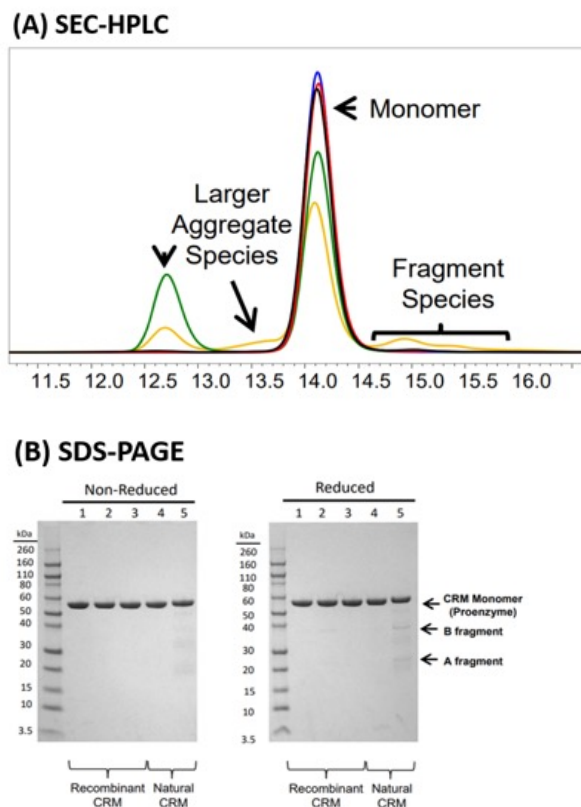 (A) SEC-HPLC
Monomer
Larger
Aggregate
Species
Fragment
Species
11.5 12.0 12.5 13.0 13.5 14.0 14.5 15.0 15.5 16.0
(B) SDS-PAGE
Non-Reduced Reduced
kDa 1 2 3 4 5 kDa 1 2 3 4 5
260 260
160 160
110 110
80 80
60 60 CRM Monomer
(Proenzyme)
50 50
40 40 B fragment
30 30
20 20 A fragment
15 15
10 10
3.5 3.5
Recombinant CRM Natural CRM Recombinant CRM Natural CRM